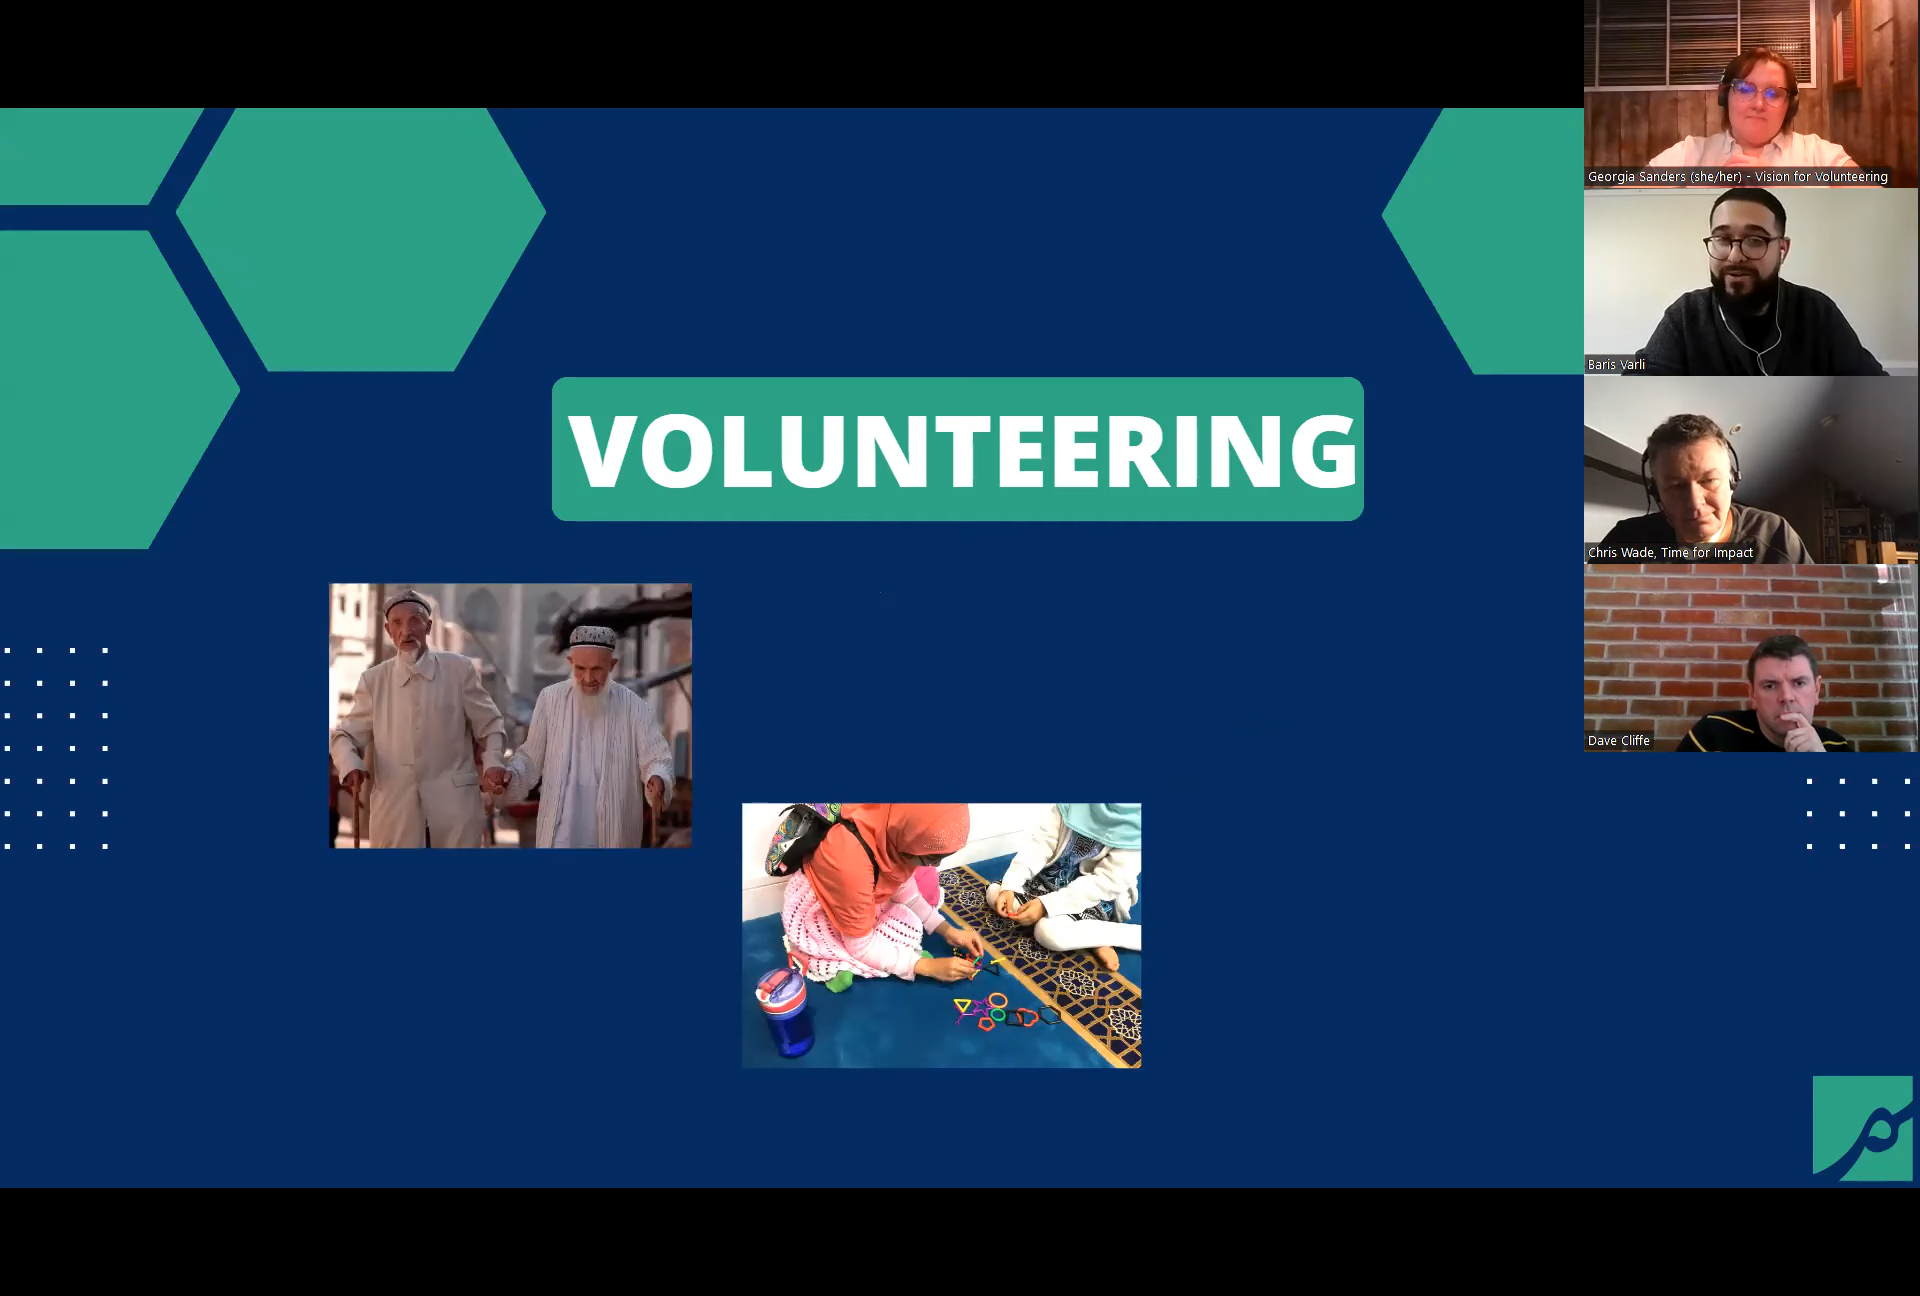 VOLUNTEERING
Georgia Sanders (she/her) - Vision for Volunteering
Baris Varli
Chris Wade, Time for Impact
Dave Cliffe